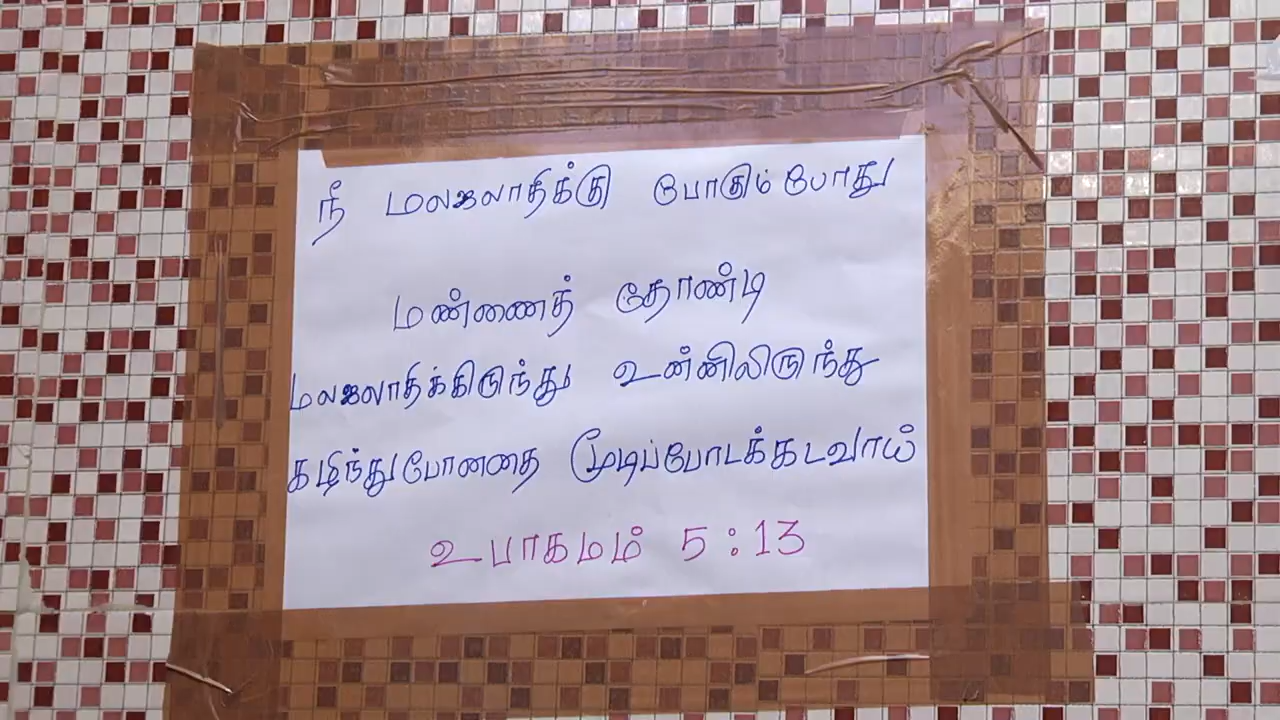 நீ மலஜலாதிக்கு போகும்போது
மண்ணைத் தோண்டி
மலஜலாதிக்கிருந்து உன்னிலிருந்து
கழிந்துபோனதை மூடிப்போடக்கடவாய்
உபாகமம் 5:13